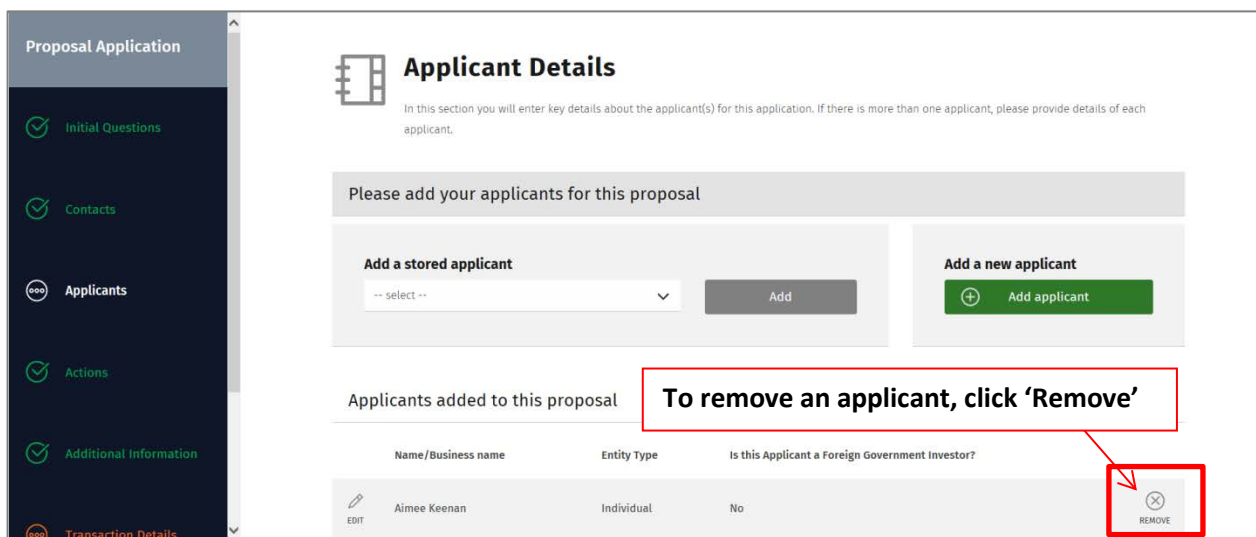 Proposal Application
Initial Questions
Contacts
Applicants
Actions
Additional Information
Transaction Details
Applicant Details
In this section you will enter key details about the applicant(s) for this application. If there is more than one applicant, please provide details of each
applicant.
Please add your applicants for this proposal
Add a stored applicant
-- select --
Add
Add a new applicant
Add applicant
Applicants added to this proposal
To remove an applicant, click ‘Remove’
Name/Business name Entity Type Is this Applicant a Foreign Government Investor?
EDIT Aimee Keenan Individual No REMOVE